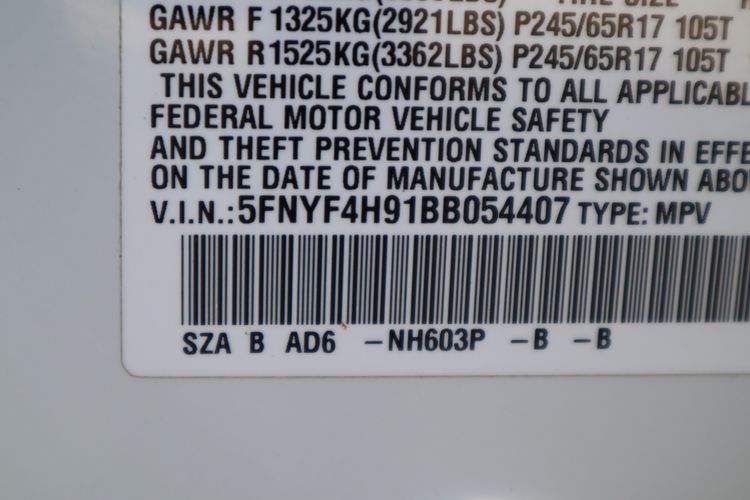 GAWR F 1325KG(2921LBS) P245/65R17 105T
GAWR R1525KG(3362LBS) P245/65R17 105T
THIS VEHICLE CONFORMS TO ALL APPLICABL
FEDERAL MOTOR VEHICLE SAFETY
AND THEFT PREVENTION STANDARDS IN EFFE
ON THE DATE OF MANUFACTURE SHOWN ABO
V.I.N.:5FNYF4H91BB054407 TYPE: MPV
SZA B AD6 -NH603P -B -B